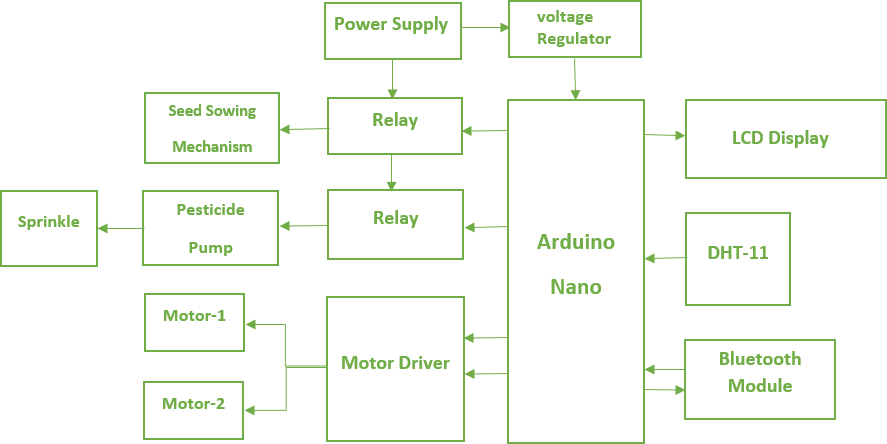 Power Supply
voltage
Regulator
Seed Sowing
Mechanism
Relay
LCD Display
Sprinkle
Pesticide
Pump
Relay
Arduino
Nano
DHT-11
Motor-1
Motor Driver
Bluetooth
Module
Motor-2